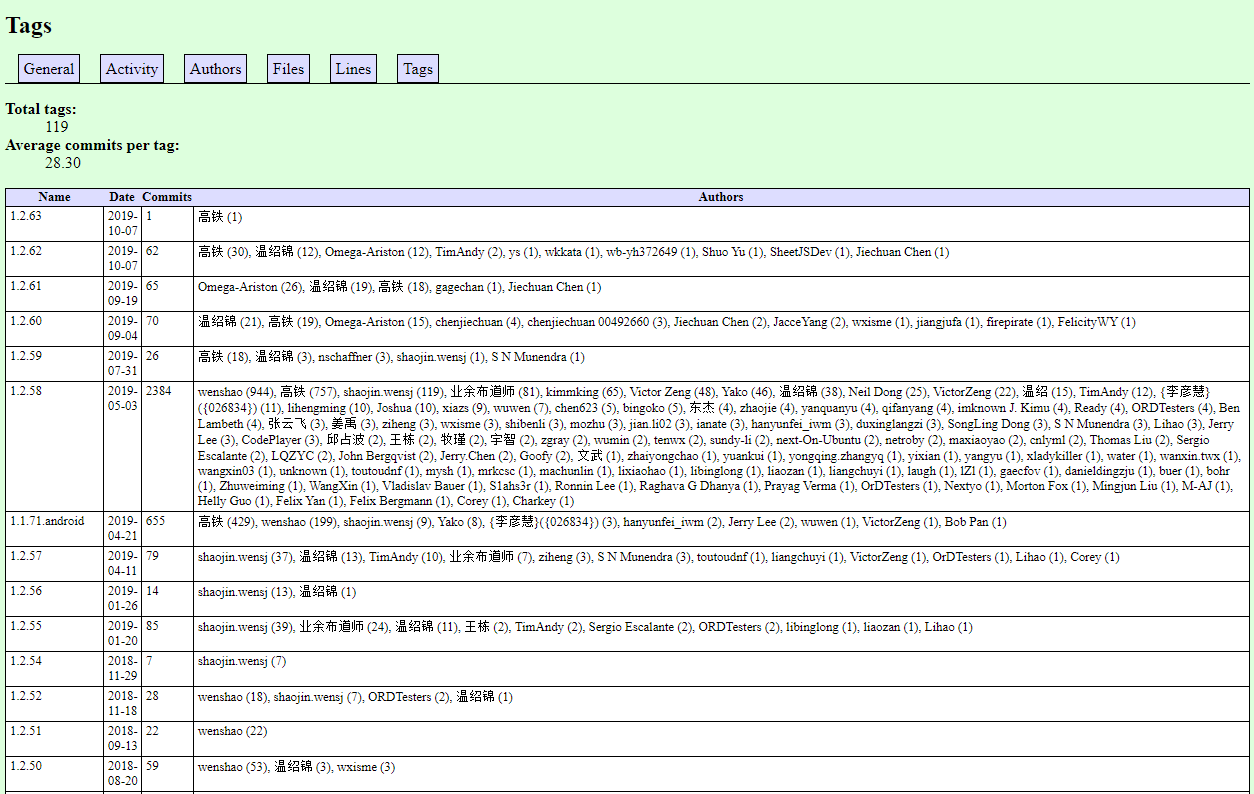 Tags
General Activity Authors Files Lines Tags
Total tags:
119
Average commits per tag:
28.30
Name Date Commits Authors
1.2.63 2019-10-07 1 高铁 (1)
1.2.62 2019-10-07 62 高铁 (30), 温绍锦 (12), Omega-Ariston (12), TimAndy (2), ys (1), wkkata (1), wb-yh372649 (1), Shuo Yu (1), SheetJSDev (1), Jiechuan Chen (1)
1.2.61 2019-09-19 65 Omega-Ariston (26), 温绍锦 (19), 高铁 (18), gagechan (1), Jiechuan Chen (1)
1.2.60 2019-09-04 70 温绍锦 (21), 高铁 (19), Omega-Ariston (15), chenjiechuan (4), chenjiechuan 00492660 (3), Jiechuan Chen (2), JacceYang (2), wxisme (1), jiangjufa (1), firepirate (1), FelicityWY (1)
1.2.59 2019-07-31 26 高铁 (18), 温绍锦 (3), nschaffner (3), shaojin.wensj (1), S N Munendra (1)
1.2.58 2019-05-03 2384 wenshao (944), 高铁 (757), shaojin.wensj (119), 业余布道师 (81), kimmking (65), Victor Zeng (48), Yako (46), 温绍锦 (38), Neil Dong (25), VictorZeng (22), 温绍 (15), TimAndy (12), {李彦慧}
({026834}) (11), lihengming (10), Joshua (10), xiazs (9), wuwen (7), chen623 (5), bingoko (5), 东杰 (4), zhaojie (4), yanquanyu (4), qifanyang (4), imknown J. Kimu (4), Ready (4), ORDTesters (4), Ben
Lambeth (4), 张云飞 (3), 姜禹 (3), ziheng (3), wxisme (3), shibenli (3), mozhu (3), jian.li02 (3), ianate (3), hanyunfei_iwm (3), duxinglangzi (3), SongLing Dong (3), S N Munendra (3), Lihao (3), Jerry
Lee (3), CodePlayer (3), 邱占波 (2), 王栋 (2), 牧瑾 (2), 宇智 (2), zgray (2), wumin (2), tenwx (2), sundy-li (2), next-On-Ubuntu (2), netroby (2), maxiaoyao (2), cnlyml (2), Thomas Liu (2), Sergio
Escalante (2), LQZYC (2), John Bergqvist (2), Jerry.Chen (2), Goofy (2), 文武 (1), zhaiyongchao (1), yuankui (1), yongqing.zhangyq (1), yixian (1), yangyu (1), xladykiller (1), water (1), wanxin.twx (1),
wangxin03 (1), unknown (1), toutoudnf (1), mysh (1), mrkcsc (1), machunlin (1), lixiaohao (1), libinglong (1), liaozan (1), liangchuyi (1), laugh (1), lZl (1), gaecfov (1), danieldingzju (1), buer (1), bohr
(1), Zhuweiming (1), WangXin (1), Vladislav Bauer (1), S1ahs3r (1), Ronnin Lee (1), Raghava G Dhanya (1), Prayag Verma (1), OrDTesters (1), Nextyo (1), Morton Fox (1), Mingjun Liu (1), M-AJ (1),
Helly Guo (1), Felix Yan (1), Felix Bergmann (1), Corey (1), Charkey (1)
1.1.71.android 2019-04-21 655 高铁 (429), wenshao (199), shaojin.wensj (9), Yako (8), {李彦慧}({026834}) (3), hanyunfei_iwm (2), Jerry Lee (2), wuwen (1), VictorZeng (1), Bob Pan (1)
1.2.57 2019-04-11 79 shaojin.wensj (37), 温绍锦 (13), TimAndy (10), 业余布道师 (7), ziheng (3), S N Munendra (3), toutoudnf (1), liangchuyi (1), VictorZeng (1), OrDTesters (1), Lihao (1), Corey (1)
1.2.56 2019-01-26 14 shaojin.wensj (13), 温绍锦 (1)
1.2.55 2019-01-20 85 shaojin.wensj (39), 业余布道师 (24), 温绍锦 (11), 王栋 (2), TimAndy (2), Sergio Escalante (2), ORDTesters (2), libinglong (1), liaozan (1), Lihao (1)
1.2.54 2018-11-29 7 shaojin.wensj (7)
1.2.52 2018-11-18 28 wenshao (18), shaojin.wensj (7), ORDTesters (2), 温绍锦 (1)
1.2.51 2018-09-13 22 wenshao (22)
1.2.50 2018-08-20 59 wenshao (53), 温绍锦 (3), wxisme (3)